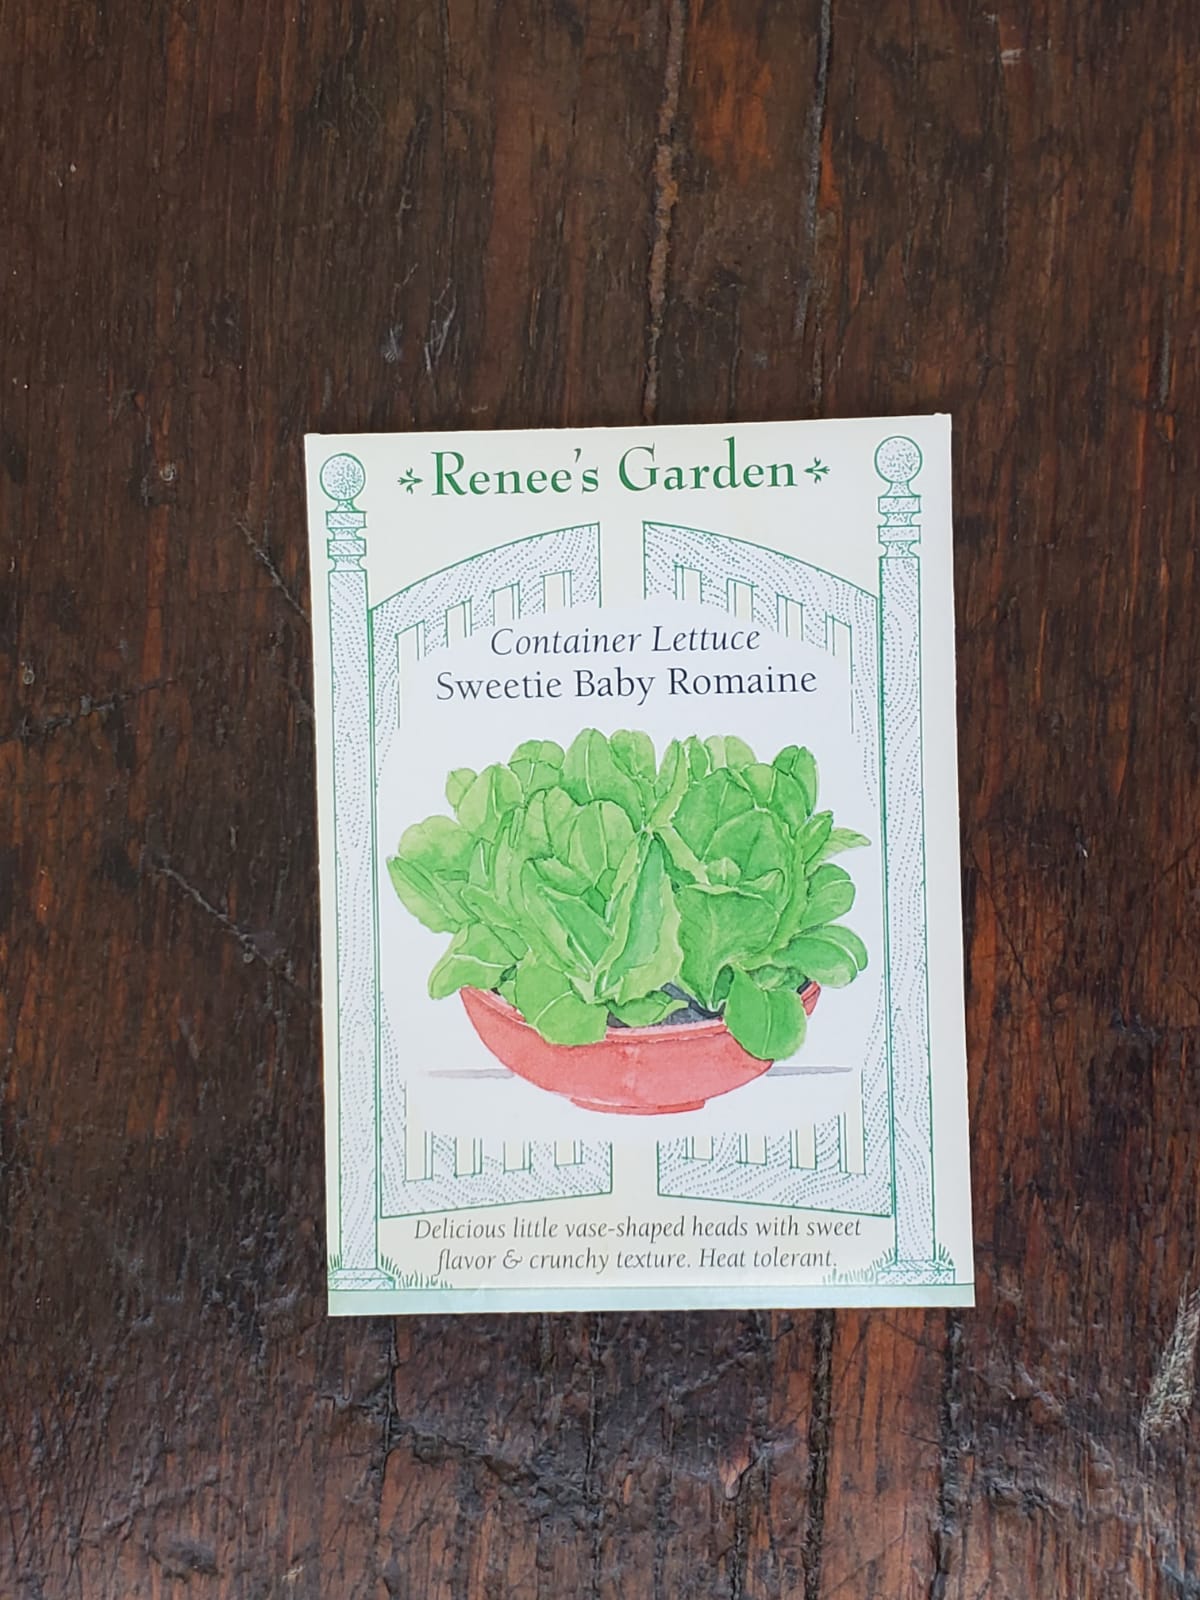 Renee's Garden
Container Lettuce
Sweetie Baby Romaine
Delicious little vase-shaped heads with sweet
flavor & crunchy texture. Heat tolerant.